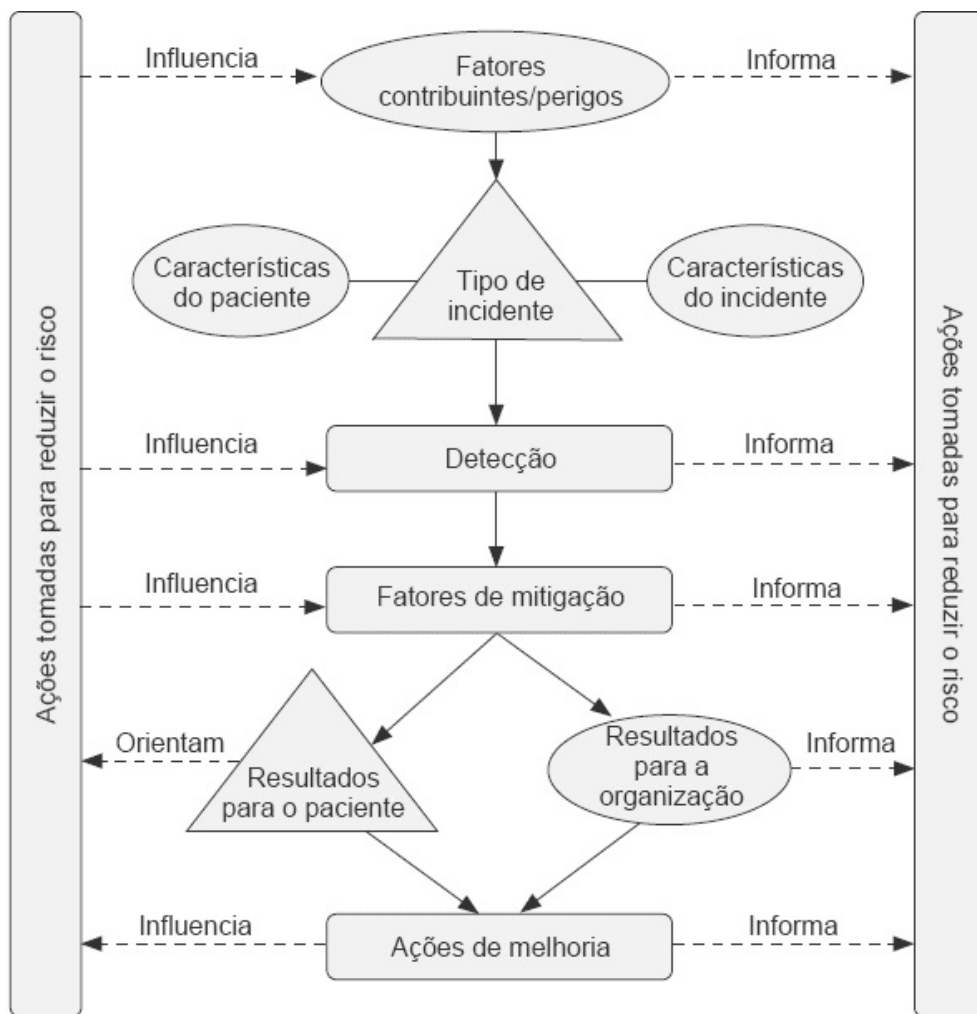 Influencia
Fatores
contribuintes/perigos
Informa
Características
do paciente
Tipo de
incidente
Características
do incidente
Ações tomadas para reduzir o risco
Ações tomadas para reduzir o risco
Influencia
Detecção
Informa
Influencia
Fatores de mitigação
Informa
Orientam
Resultados
para o paciente
Resultados
para a
organização
Informa
Influencia
Ações de melhoria
Informa